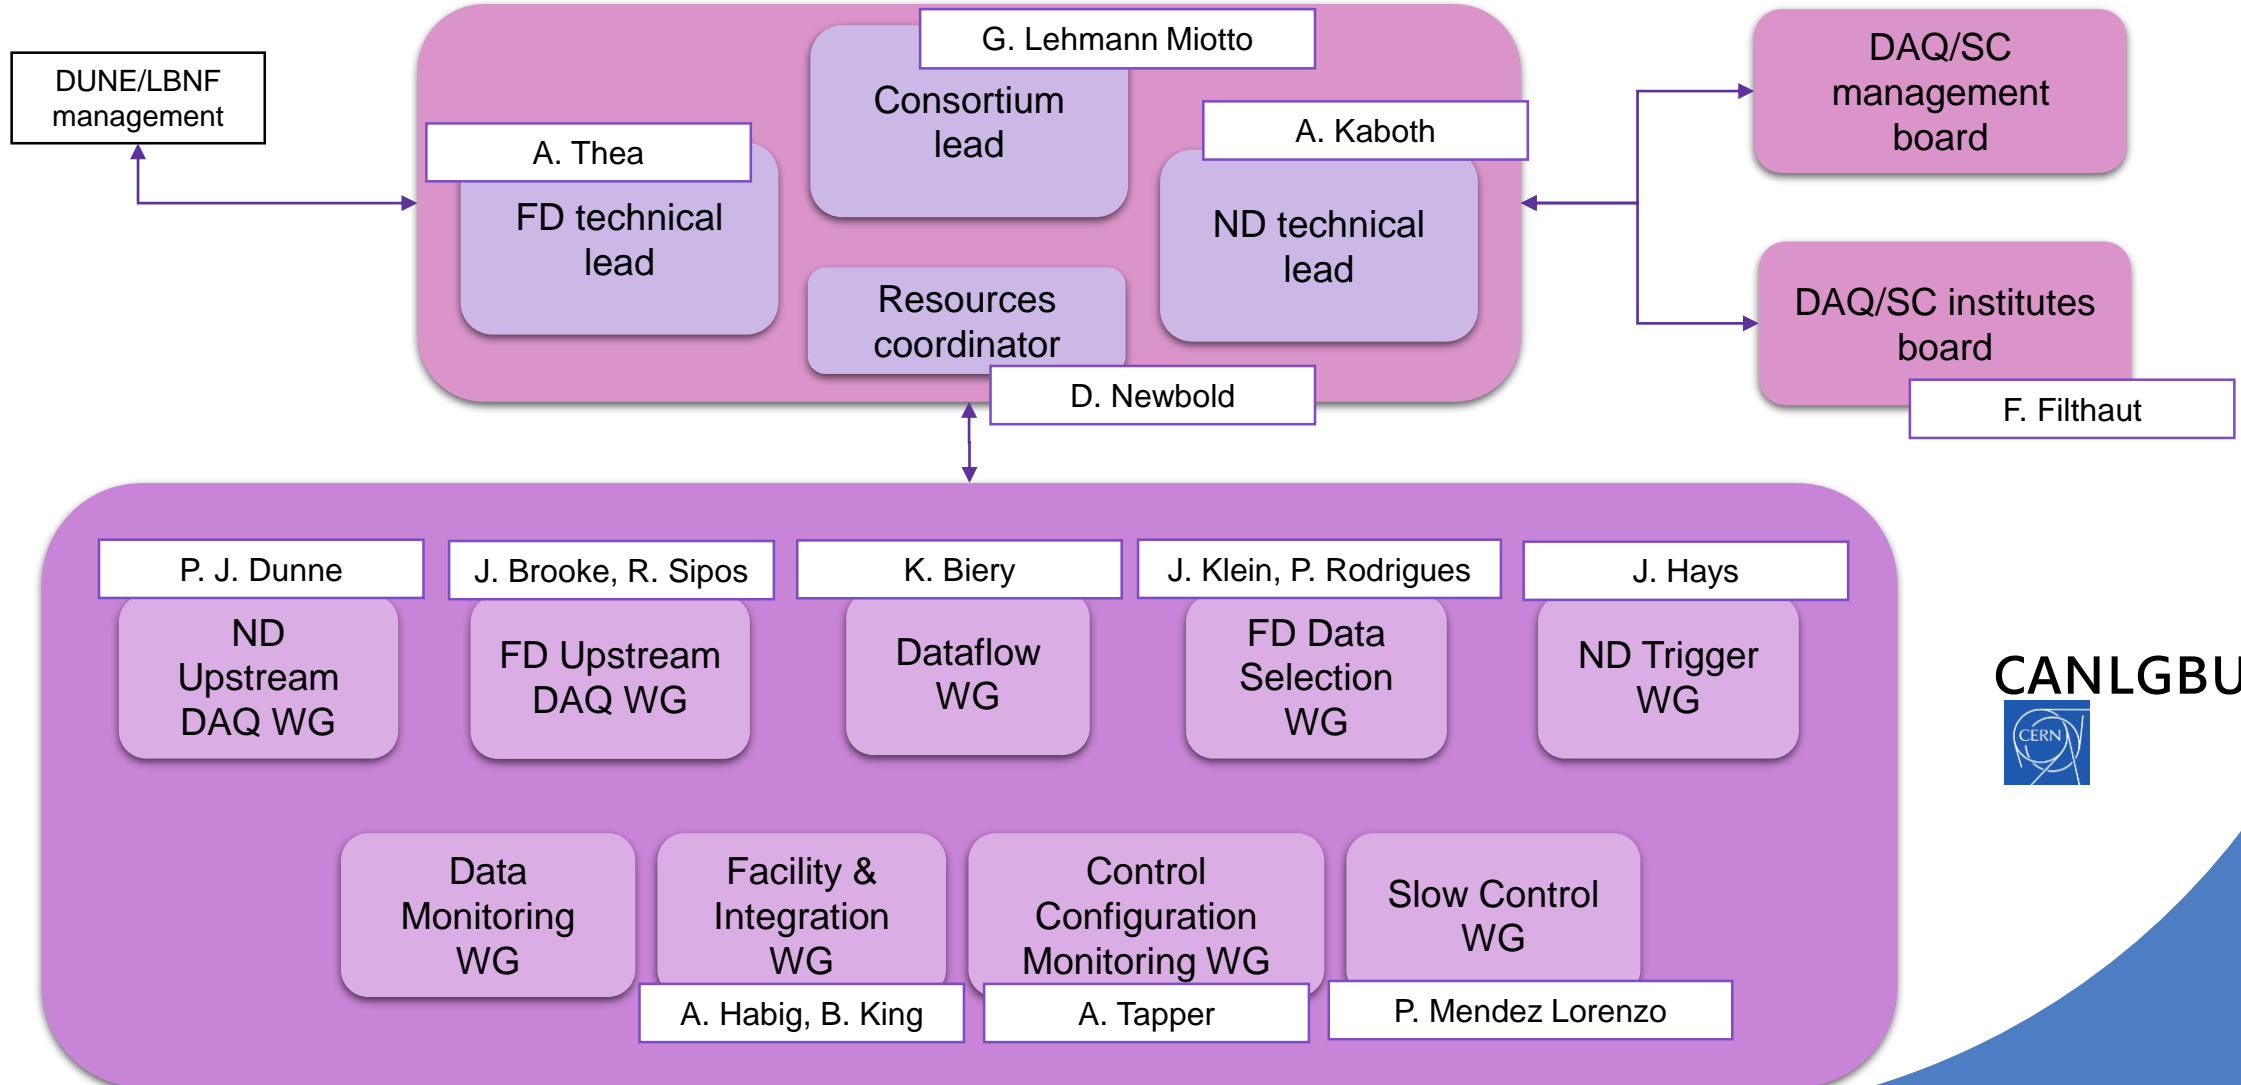 G. Lehmann Miotto
DUNE/LBNF
management
Consortium
lead
A. Thea
FD technical
lead
A. Kaboth
ND technical
lead
Resources
coordinator
D. Newbold
DAQ/SC
management
board
DAQ/SC institutes
board
F. Filthaut
P. J. Dunne
ND
Upstream
DAQ WG
J. Brooke, R. Sipos
FD Upstream
DAQ WG
K. Biery
Dataflow
WG
J. Klein, P. Rodrigues
FD Data
Selection
WG
J. Hays
ND Trigger
WG
CANLGBU
CERN
Data
Monitoring
WG
Facility &
Integration
WG
A. Habig, B. King
Control
Configuration
Monitoring WG
A. Tapper
Slow Control
WG
P. Mendez Lorenzo